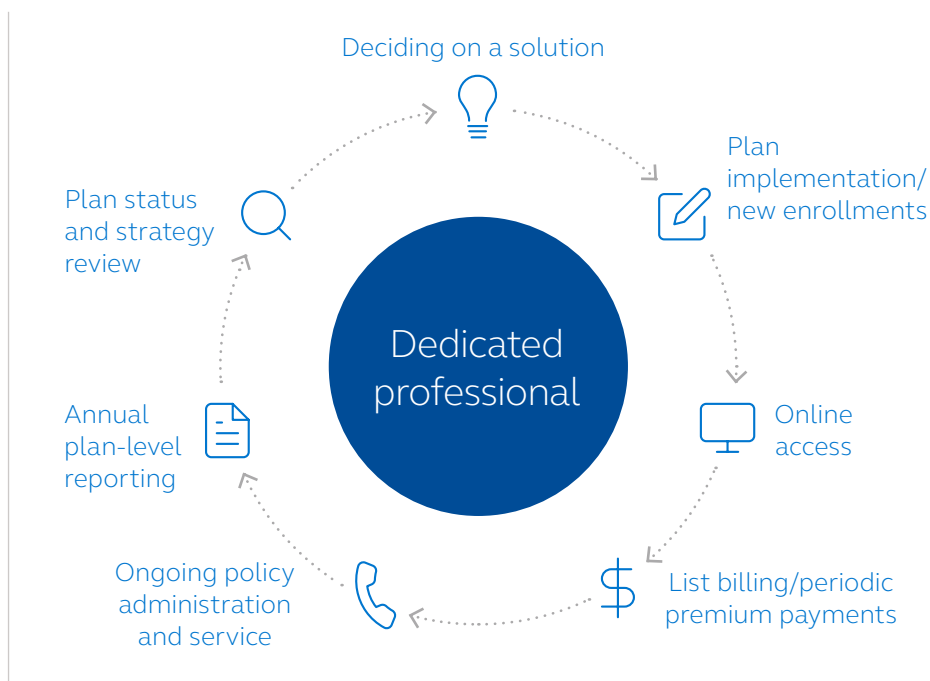 Deciding on a solution
Plan
implementation/
new enrollments
Online
access
List billing/periodic
premium payments
Ongoing policy
administration
and service
Annual
plan-level
reporting
Plan status
and strategy
review
Dedicated
professional